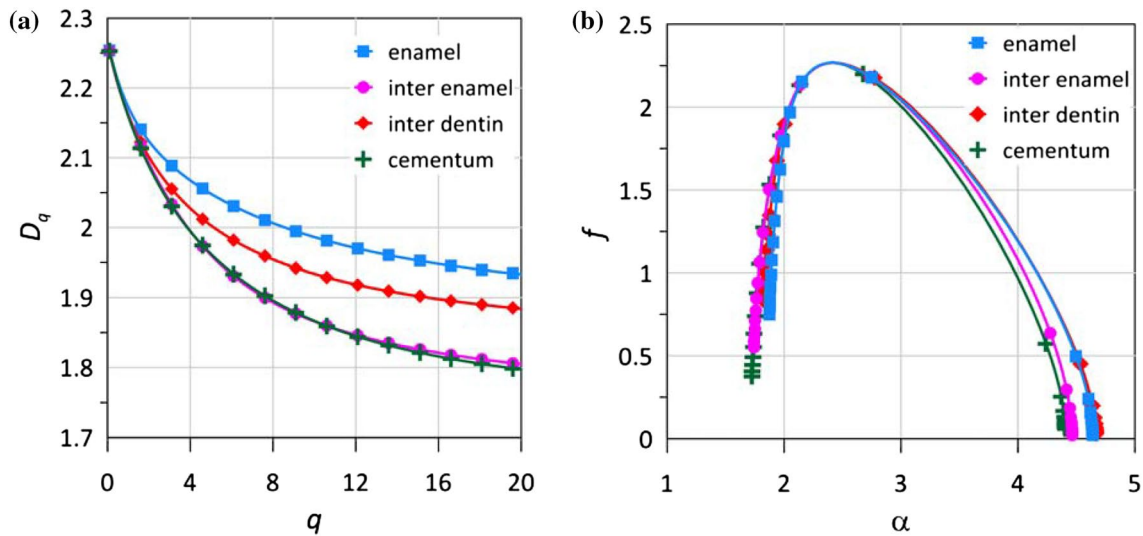 (a)
2.3
2.2
2.1
2
1.9
1.8
1.7
D_q
0 4 8 12 16 20
q
enamel
inter enamel
inter dentin
cementum
(b)
2.5
2
1.5
1
0.5
0
f
1 2 3 4 5
α
enamel
inter enamel
inter dentin
cementum